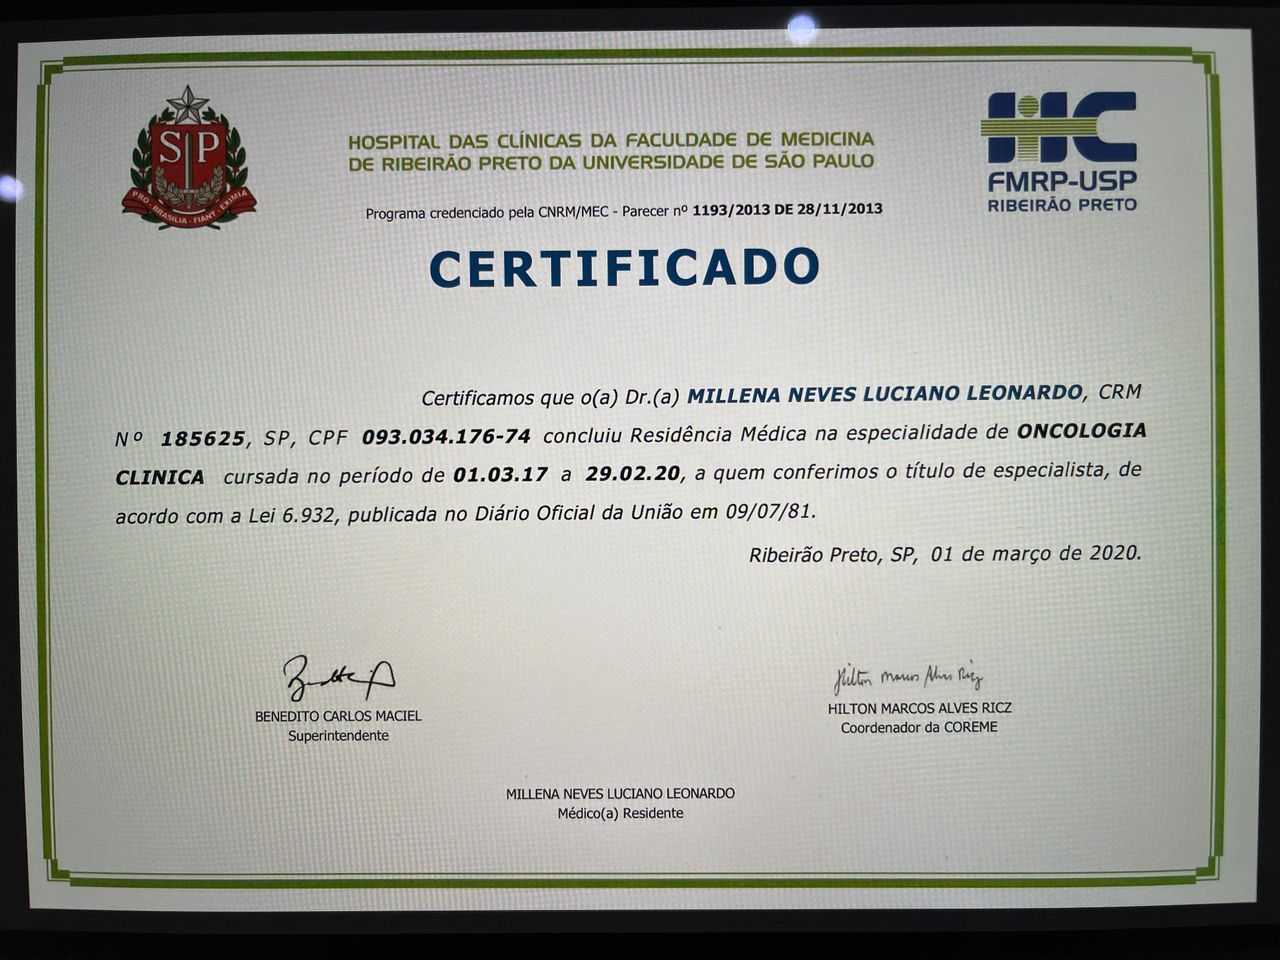 SP
PRO · BRASILIA · FIANT · EXIMIA
HOSPITAL DAS CLÍNICAS DA FACULDADE DE MEDICINA
DE RIBEIRÃO PRETO DA UNIVERSIDADE DE SÃO PAULO
HC
FMRP-USP
RIBEIRÃO PRETO
Programa credenciado pela CNRM/MEC - Parecer nº 1193/2013 DE 28/11/2013
CERTIFICADO
Certificamos que o(a) Dr.(a) MILLENA NEVES LUCIANO LEONARDO, CRM
Nº 185625, SP, CPF 093.034.176-74 concluiu Residência Médica na especialidade de ONCOLOGIA
CLINICA cursada no período de 01.03.17 a 29.02.20, a quem conferimos o título de especialista, de
acordo com a Lei 6.932, publicada no Diário Oficial da União em 09/07/81.
Ribeirão Preto, SP, 01 de março de 2020.
Hilton Marcos Alves Ricz
BENEDITO CARLOS MACIEL
Superintendente
HILTON MARCOS ALVES RICZ
Coordenador da COREME
MILLENA NEVES LUCIANO LEONARDO
Médico(a) Residente